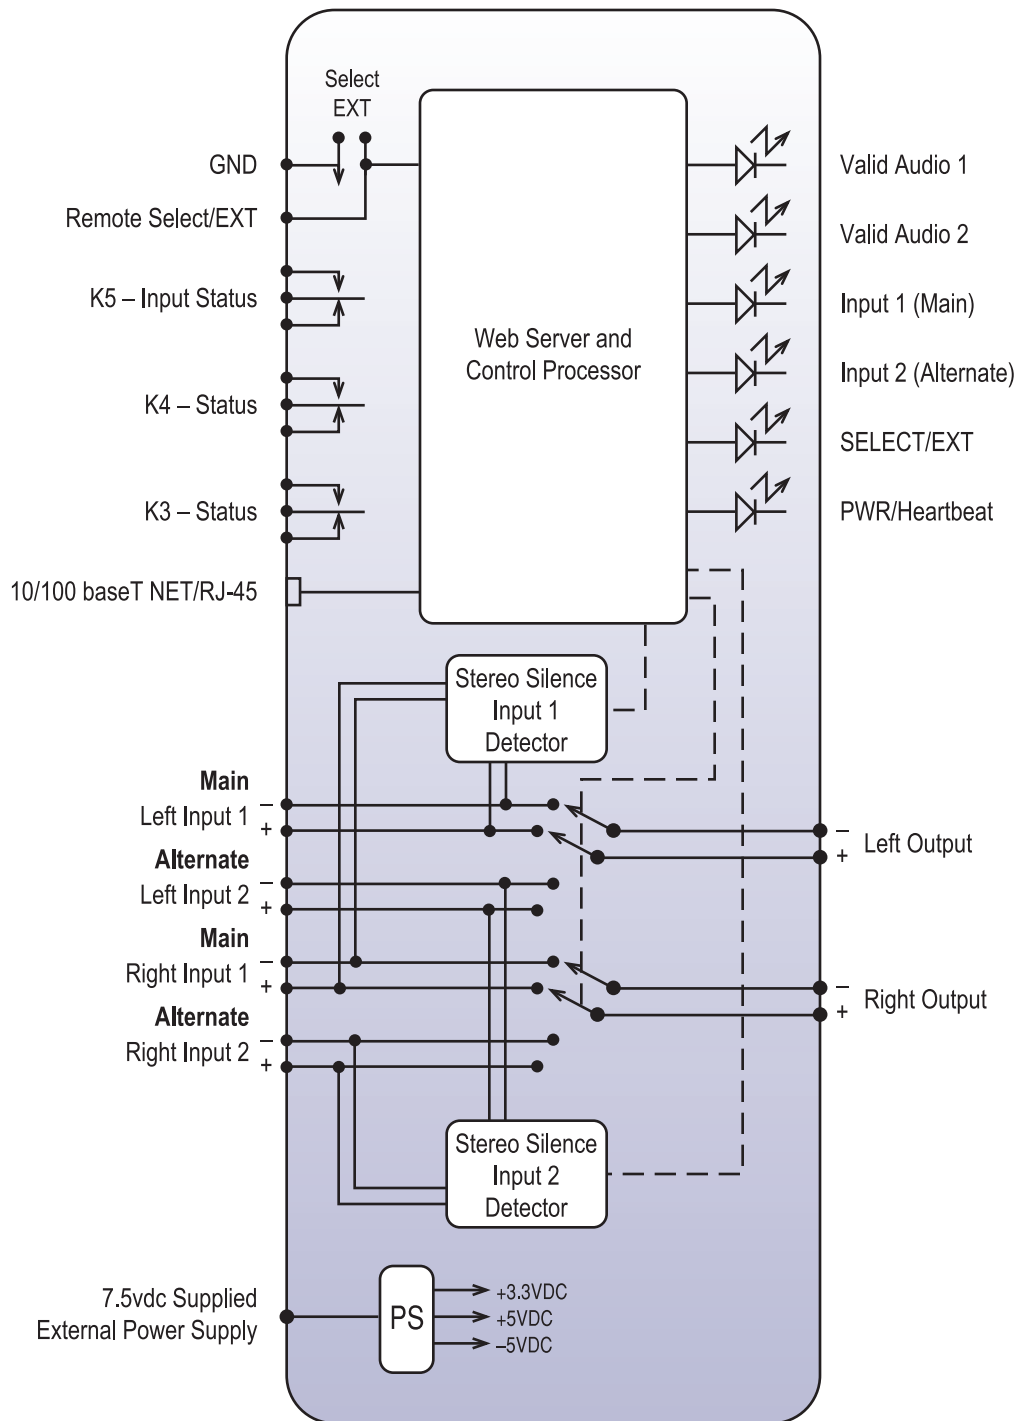 Select
EXT
GND
Remote Select/EXT
K5 – Input Status
K4 – Status
K3 – Status
10/100 baseT NET/RJ-45
Web Server and
Control Processor
Valid Audio 1
Valid Audio 2
Input 1 (Main)
Input 2 (Alternate)
SELECT/EXT
PWR/Heartbeat
Stereo Silence
Input 1
Detector
Main
Left Input 1
–
+
Alternate
Left Input 2
–
+
Main
Right Input 1
–
+
Alternate
Right Input 2
–
+
–
Left Output
+
–
Right Output
+
Stereo Silence
Input 2
Detector
7.5vdc Supplied
External Power Supply
PS
+3.3VDC
+5VDC
–5VDC